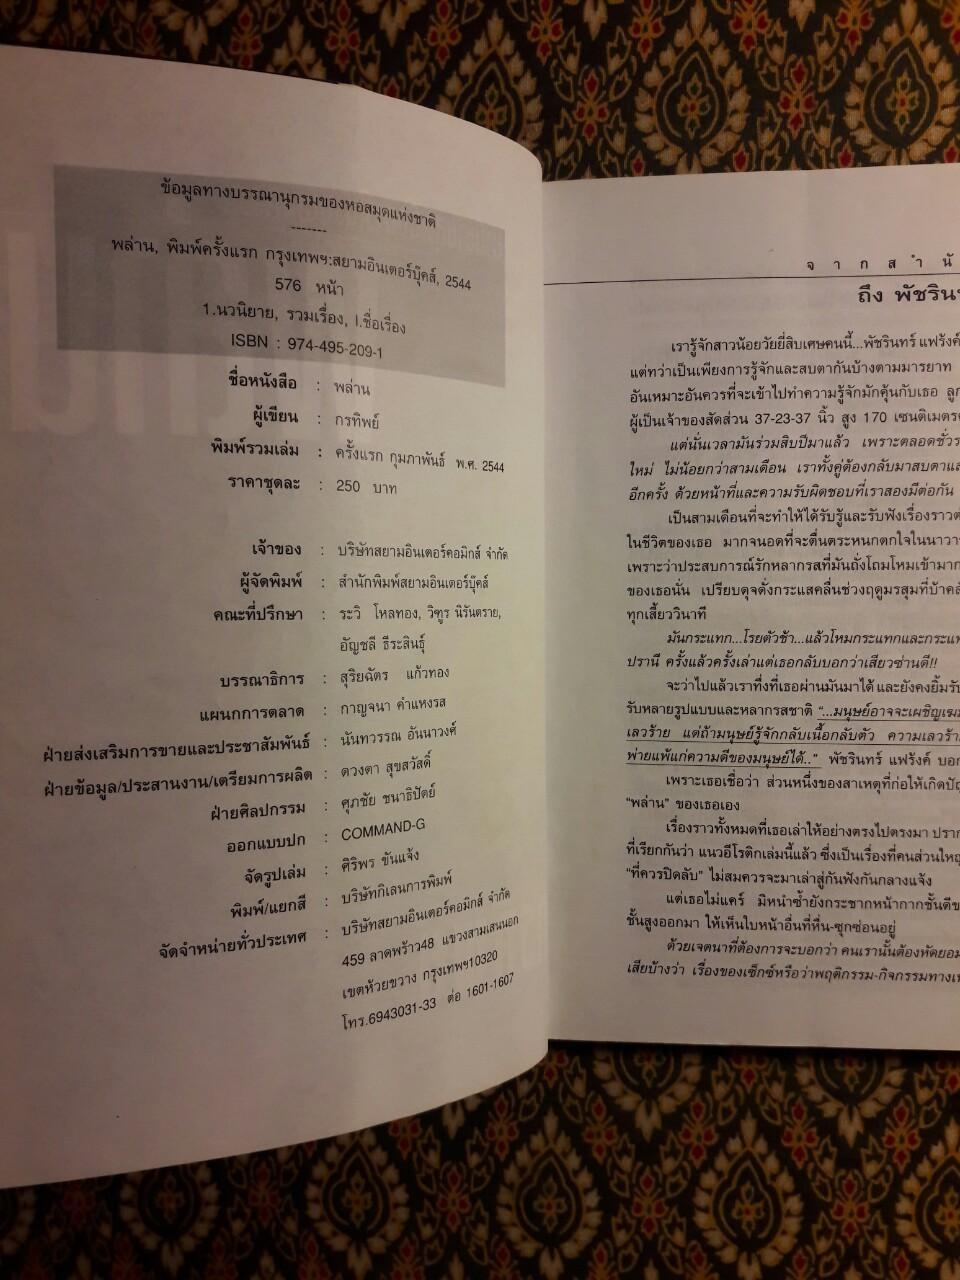 ข้อมูลทางบรรณานุกรมของหอสมุดแห่งชาติ
-------
พล่าน, พิมพ์ครั้งแรก กรุงเทพฯ:สยามอินเตอร์บุ๊คส์, 2544
576 หน้า
1.นวนิยาย, รวมเรื่อง, I.ชื่อเรื่อง
ISBN : 974-495-209-1
ชื่อหนังสือ : พล่าน
ผู้เขียน : กรทิพย์
พิมพ์รวมเล่ม : ครั้งแรก กุมภาพันธ์ พ.ศ. 2544
ราคาชุดละ : 250 บาท
เจ้าของ : บริษัทสยามอินเตอร์คอมิกส์ จำกัด
ผู้จัดพิมพ์ : สำนักพิมพ์สยามอินเตอร์บุ๊คส์
คณะที่ปรึกษา : ระวิ โหลทอง, วิฑูร นิรันตราย,
อัญชลี ธีระสินธุ์
บรรณาธิการ : สุริยฉัตร แก้วทอง
แผนกการตลาด : กาญจนา คำแหงรส
ฝ่ายส่งเสริมการขายและประชาสัมพันธ์ : นันทวรรณ อันนาวงศ์
ฝ่ายข้อมูล/ประสานงาน/เตรียมการผลิต : ดวงตา สุขสวัสดิ์
ฝ่ายศิลปกรรม : ศุภชัย ชนาธิปัตย์
ออกแบบปก : COMMAND-G
จัดรูปเล่ม : ศิริพร ขันแจ้ง
พิมพ์/แยกสี : บริษัทกิเลนการพิมพ์
จัดจำหน่ายทั่วประเทศ : บริษัทสยามอินเตอร์คอมิกส์ จำกัด
459 ลาดพร้าว48 แขวงสามเสนนอก
เขตห้วยขวาง กรุงเทพฯ10320
โทร.6943031-33 ต่อ 1601-1607
จ า ก ส ำ นั
ถึง พัชริน
เรารู้จักสาวน้อยวัยยี่สิบเศษคนนี้...พัชรินทร์ แฟรังค์
แต่ทว่าเป็นเพียงการรู้จักและสบตากันบ้างตามมารยาท
อันเหมาะอันควรที่จะเข้าไปทำความรู้จักมักคุ้นกับเธอ ลูก
ผู้เป็นเจ้าของสัดส่วน 37-23-37 นิ้ว สูง 170 เซนติเมตร
แต่นั่นเวลามันร่วมสิบปีมาแล้ว เพราะตลอดชั่วระ
ใหม่ ไม่น้อยกว่าสามเดือน เราทั้งคู่ต้องกลับมาสบตาและ
อีกครั้ง ด้วยหน้าที่และความรับผิดชอบที่เราสองมีต่อกัน
เป็นสามเดือนที่จะทำให้ได้รับรู้และรับฟังเรื่องราวต
ในชีวิตของเธอ มากจนอดที่จะตื่นตระหนกตกใจในนาวา
เพราะว่าประสบการณ์รักหลากรสที่มันถั่งโถมโหมเข้ามา
ของเธอนั่น เปรียบดุจดั่งกระแสคลื่นช่วงฤดูมรสุมที่บ้าคลั่
ทุกเสี้ยววินาที
มันกระแทก...โรยตัวช้า...แล้วโหมกระแทกและกระแท
ปรานี ครั้งแล้วครั้งเล่าแต่เธอกลับบอกว่าเสียวซ่านดี!!
จะว่าไปแล้วเราทึ่งที่เธอผ่านมันมาได้ และยังคงยิ้มรับ
รับหลายรูปแบบและหลากรสชาติ "...มนุษย์อาจจะเผชิญเฆม
เลวร้าย แต่ถ้ามนุษย์รู้จักกลับเนื้อกลับตัว ความเลวร้า
พ่ายแพ้แก่ความดีของมนุษย์ได้.." พัชรินทร์ แฟรังค์ บอก
เพราะเธอเชื่อว่า ส่วนหนึ่งของสาเหตุที่ก่อให้เกิดปัญ
"พล่าน" ของเธอเอง
เรื่องราวทั้งหมดที่เธอเล่าให้อย่างตรงไปตรงมา ปราก
ที่เรียกกันว่า แนวอีโรติกเล่มนี้แล้ว ซึ่งเป็นเรื่องที่คนส่วนใหญ่
"ที่ควรปิดลับ" ไม่สมควรจะมาเล่าสู่กันฟังกันกลางแจ้ง
แต่เธอไม่แคร์ มิหนำซ้ำยังกระชากหน้ากากชั้นดีข
ชั้นสูงออกมา ให้เห็นใบหน้าอื่นที่หื่น-ซุกซ่อนอยู่
ด้วยเจตนาที่ต้องการจะบอกว่า คนเรานั้นต้องหัดยอม
เสียบ้างว่า เรื่องของเซ็กซ์หรือว่าพฤติกรรม-กิจกรรมทางเพ